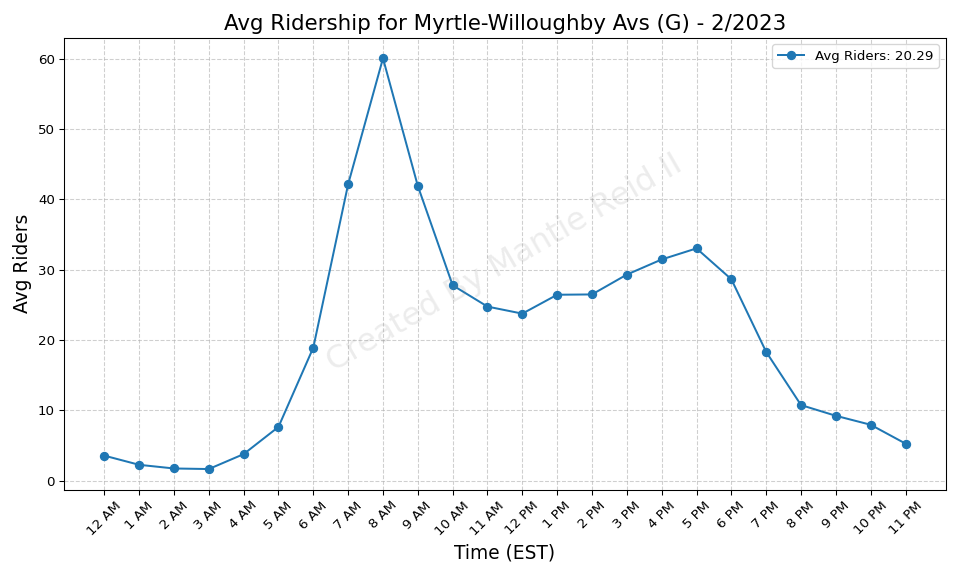 Avg Ridership for Myrtle-Willoughby Avs (G) - 2/2023
Avg Riders: 20.29
60
50
40
30
20
10
0
Avg Riders
Created By Mantie Reid II
12 AM
1 AM
2 AM
3 AM
4 AM
5 AM
6 AM
7 AM
8 AM
9 AM
10 AM
11 AM
12 PM
1 PM
2 PM
3 PM
4 PM
5 PM
6 PM
7 PM
8 PM
9 PM
10 PM
11 PM
Time (EST)